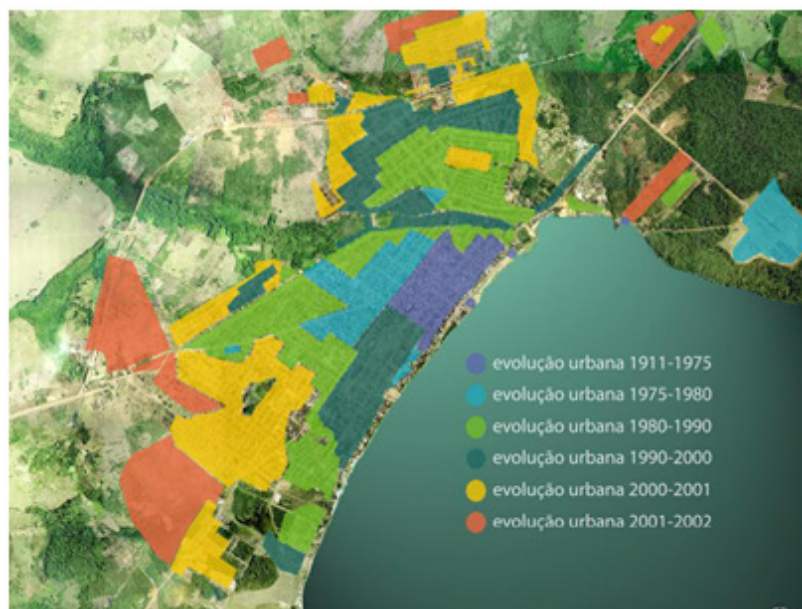 evolução urbana 1911-1975
evolução urbana 1975-1980
evolução urbana 1980-1990
evolução urbana 1990-2000
evolução urbana 2000-2001
evolução urbana 2001-2002